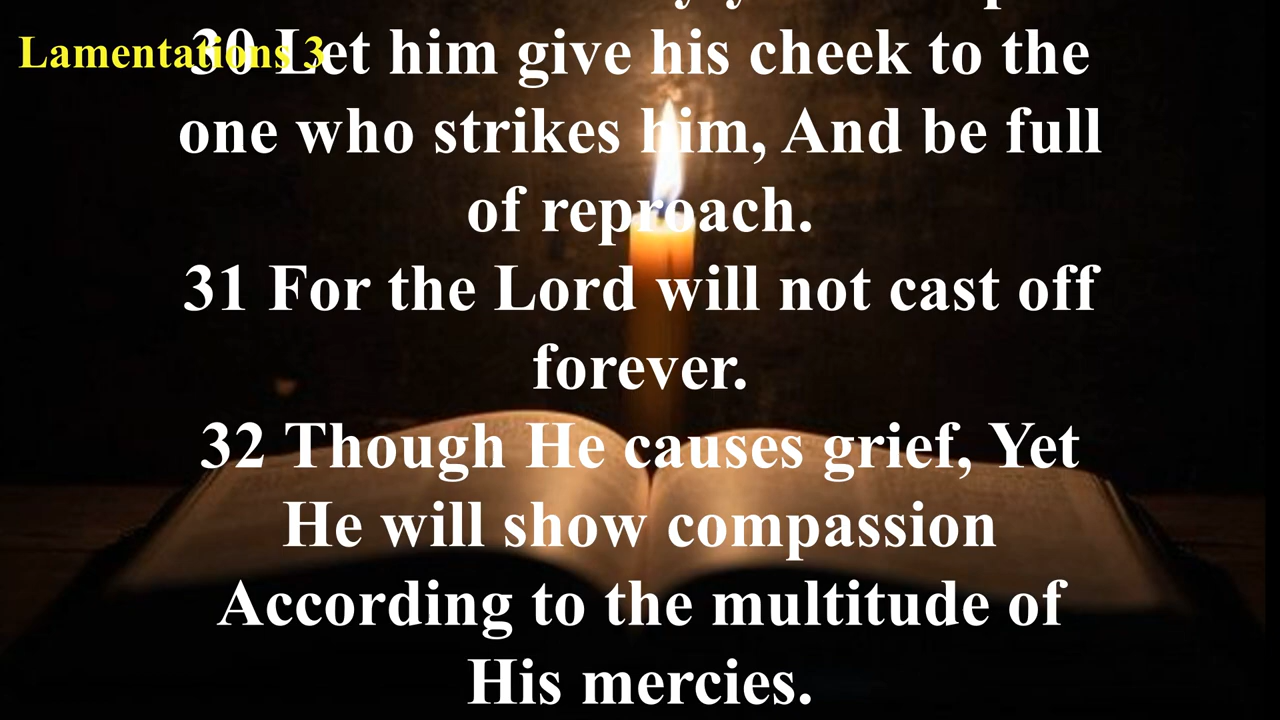 Lamentations 3
30 Let him give his cheek to the
one who strikes him, And be full
of reproach.
31 For the Lord will not cast off
forever.
32 Though He causes grief, Yet
He will show compassion
According to the multitude of
His mercies.